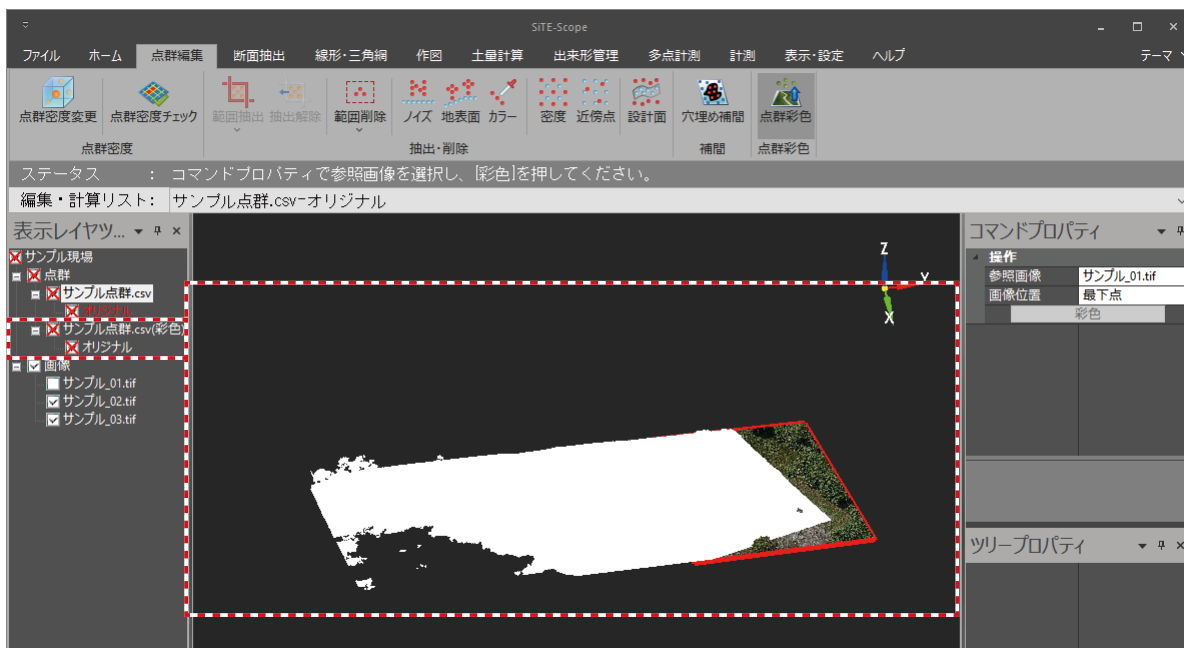 SiTE-Scope
ファイル ホーム 点群編集 断面抽出 線形・三角網 作図 土量計算 出来形管理 多点計測 計測 表示・設定 ヘルプ テーマ
点群密度変更 点群密度チェック 範囲抽出 抽出解除 範囲削除 ノイズ 地表面 カラー 密度 近傍点 設計面 穴埋め補間 点群彩色
点群密度 抽出・削除 補間 点群彩色
ステータス : コマンドプロパティで参照画像を選択し、[彩色]を押してください。
編集・計算リスト: サンプル点群.csv-オリジナル
表示レイヤツ...
サンプル現場
点群
サンプル点群.csv
オリジナル
サンプル点群.csv(彩色)
オリジナル
画像
サンプル_01.tif
サンプル_02.tif
サンプル_03.tif
Z
Y
X
コマンドプロパティ
操作
参照画像 サンプル_01.tif
画像位置 最下点
彩色
ツリープロパティ